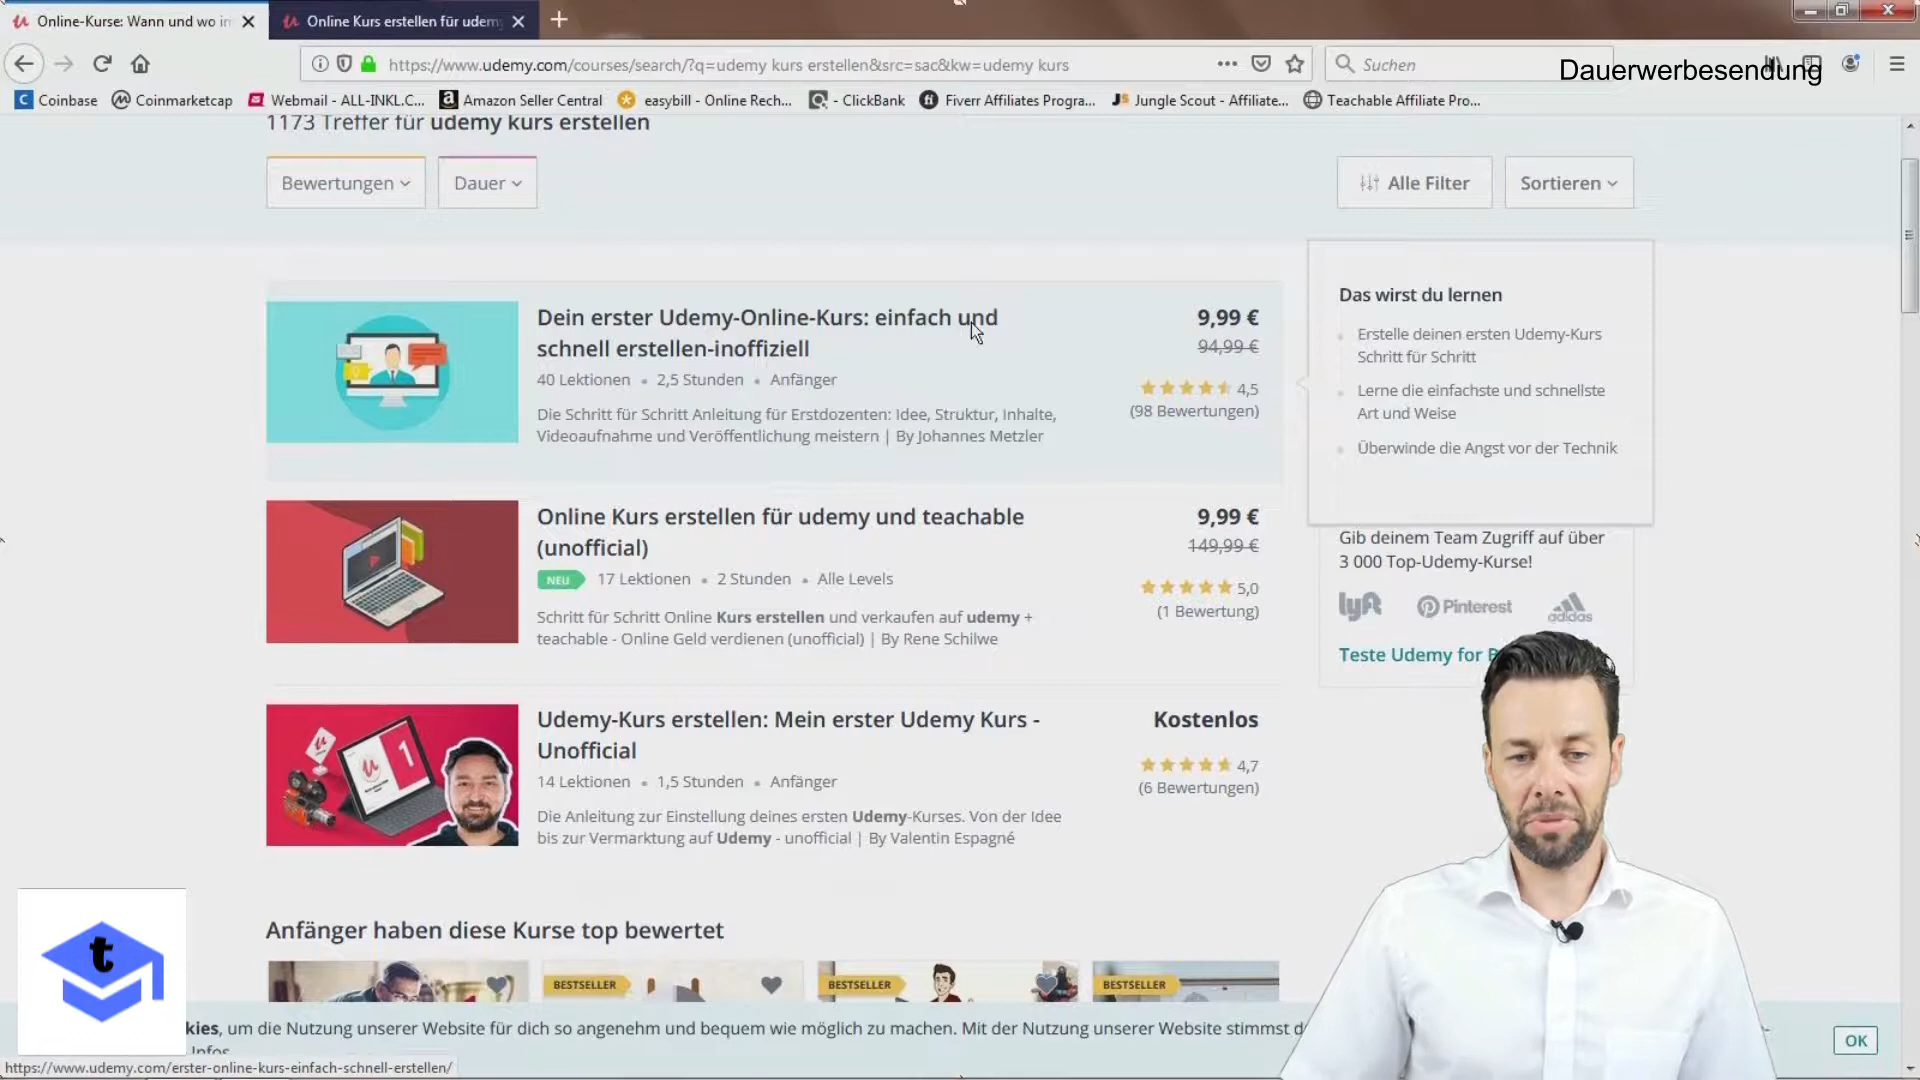 Online-Kurse: Wann und wo in
Online Kurs erstellen für udemy
https://www.udemy.com/courses/search/?q=udemy kurs erstellen&src=sac&kw=udemy kurs
Suchen
Dauerwerbesendung
Coinbase
Coinmarketcap
Webmail - ALL-INKL.C...
Amazon Seller Central
easybill - Online Rech...
- ClickBank
Fiverr Affiliates Progra...
Jungle Scout - Affiliate...
Teachable Affiliate Pro...
1173 Treffer für udemy kurs erstellen
Bewertungen
Dauer
Alle Filter
Sortieren
Dein erster Udemy-Online-Kurs: einfach und
schnell erstellen-inoffiziell
40 Lektionen • 2,5 Stunden • Anfänger
Die Schritt für Schritt Anleitung für Erstdozenten: Idee, Struktur, Inhalte,
Videoaufnahme und Veröffentlichung meistern | By Johannes Metzler
9,99 €
94,99 €
4,5
(98 Bewertungen)
Das wirst du lernen
Erstelle deinen ersten Udemy-Kurs
Schritt für Schritt
Lerne die einfachste und schnellste
Art und Weise
Überwinde die Angst vor der Technik
Online Kurs erstellen für udemy und teachable
(unofficial)
NEU 17 Lektionen • 2 Stunden • Alle Levels
Schritt für Schritt Online Kurs erstellen und verkaufen auf udemy +
teachable - Online Geld verdienen (unofficial) | By Rene Schilwe
9,99 €
149,99 €
5,0
(1 Bewertung)
Gib deinem Team Zugriff auf über
3 000 Top-Udemy-Kurse!
lyft
Pinterest
adidas
Teste Udemy for
Udemy-Kurs erstellen: Mein erster Udemy Kurs -
Unofficial
14 Lektionen • 1,5 Stunden • Anfänger
Die Anleitung zur Einstellung deines ersten Udemy-Kurses. Von der Idee
bis zur Vermarktung auf Udemy - unofficial | By Valentin Espagné
Kostenlos
4,7
(6 Bewertungen)
1
Anfänger haben diese Kurse top bewertet
BESTSELLER
BESTSELLER
BESTSELLER
t
kies, um die Nutzung unserer Website für dich so angenehm und bequem wie möglich zu machen. Mit der Nutzung unserer Website stimmst d
Infos
OK
https://www.udemy.com/erster-online-kurs-einfach-schnell-erstellen/